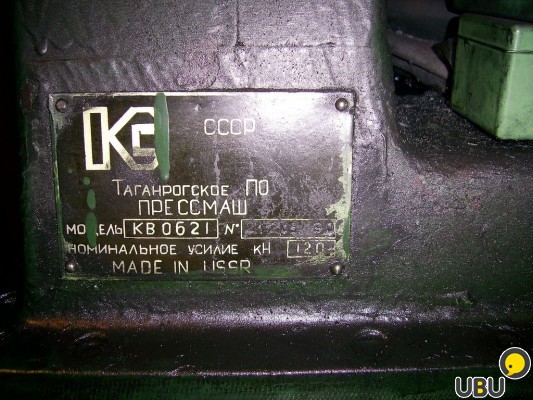 СССР
ТАГАНРОГСКОЕ ПО
ПРЕССМАШ
МОДЕЛЬ КВ0621 №
НОМИНАЛЬНОЕ УСИЛИЕ КН 120
MADE IN USSR
UBU